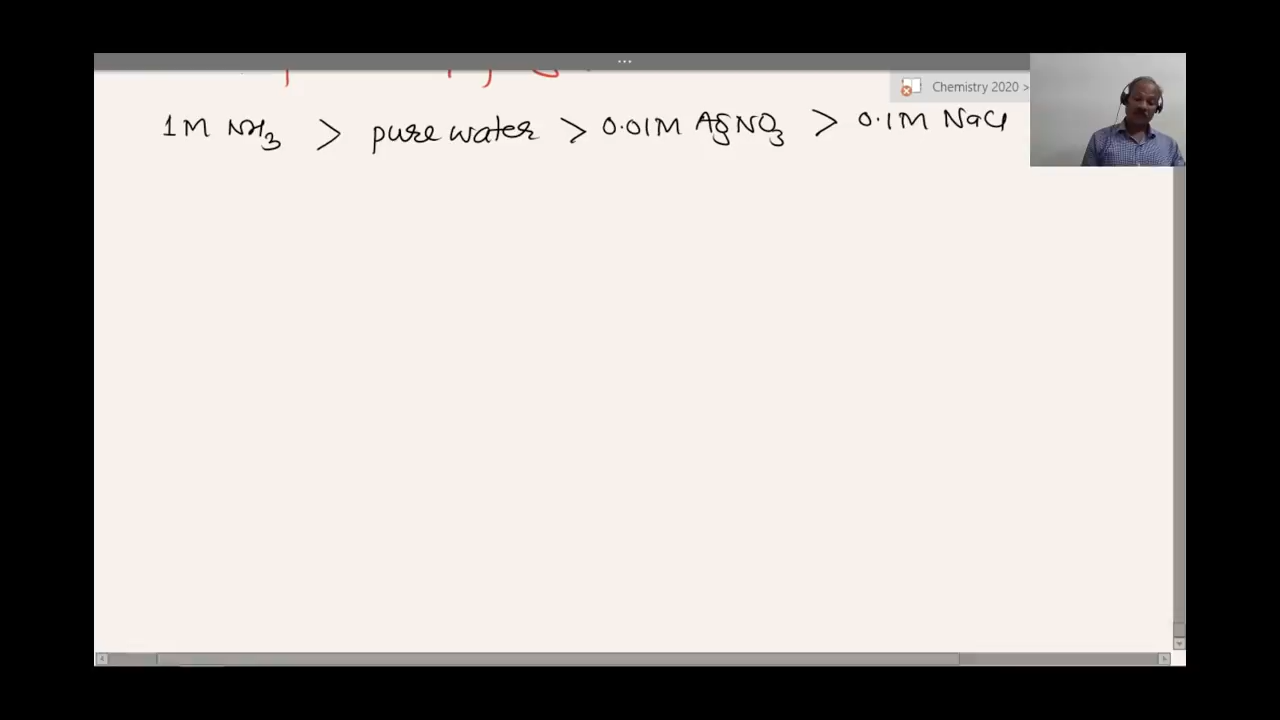 ...
Chemistry 2020 >
1M NH3 > pure water > 0.01M AgNO3 > 0.1M NaCl